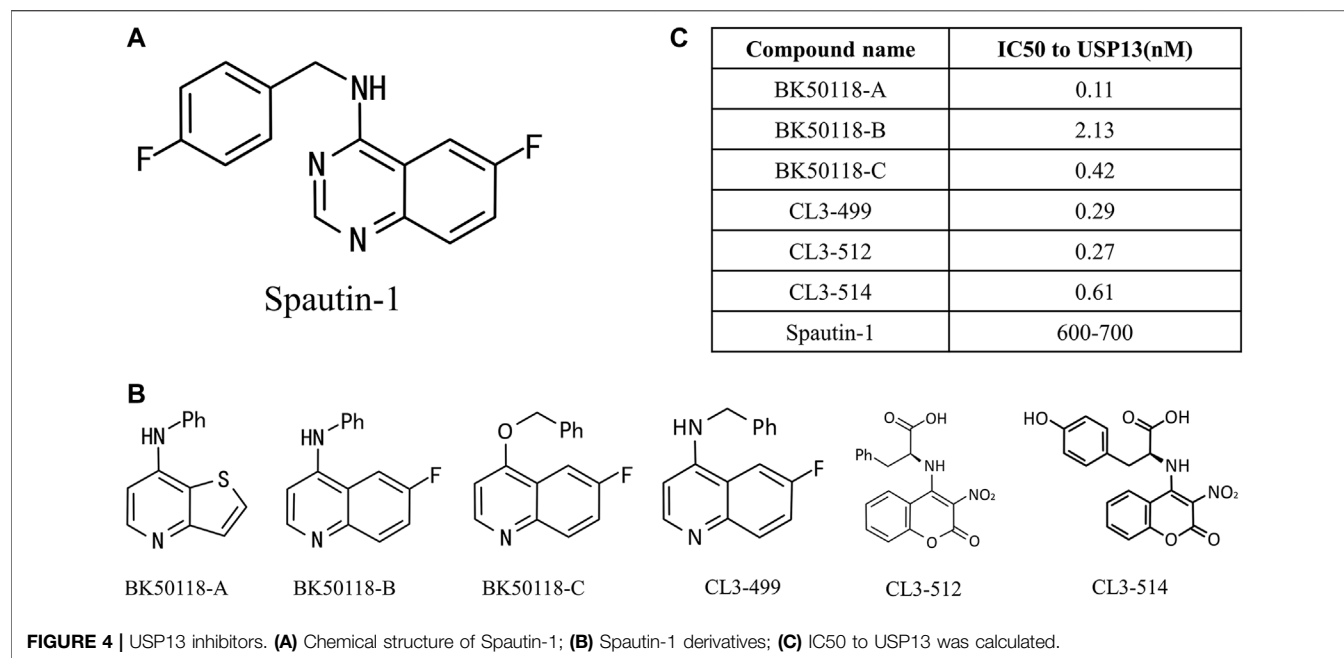 A
NH
F
N
F
N
Spautin-1
C
Compound name IC50 to USP13(nM)
BK50118-A 0.11
BK50118-B 2.13
BK50118-C 0.42
CL3-499 0.29
CL3-512 0.27
CL3-514 0.61
Spautin-1 600-700
B
HN Ph
S
N
BK50118-A
HN Ph
F
N
BK50118-B
O Ph
F
N
BK50118-C
HN Ph
F
N
CL3-499
O OH
Ph
NH
NO₂
O O
CL3-512
HO O OH
NH
NO₂
O O
CL3-514
FIGURE 4 | USP13 inhibitors. (A) Chemical structure of Spautin-1; (B) Spautin-1 derivatives; (C) IC50 to USP13 was calculated.